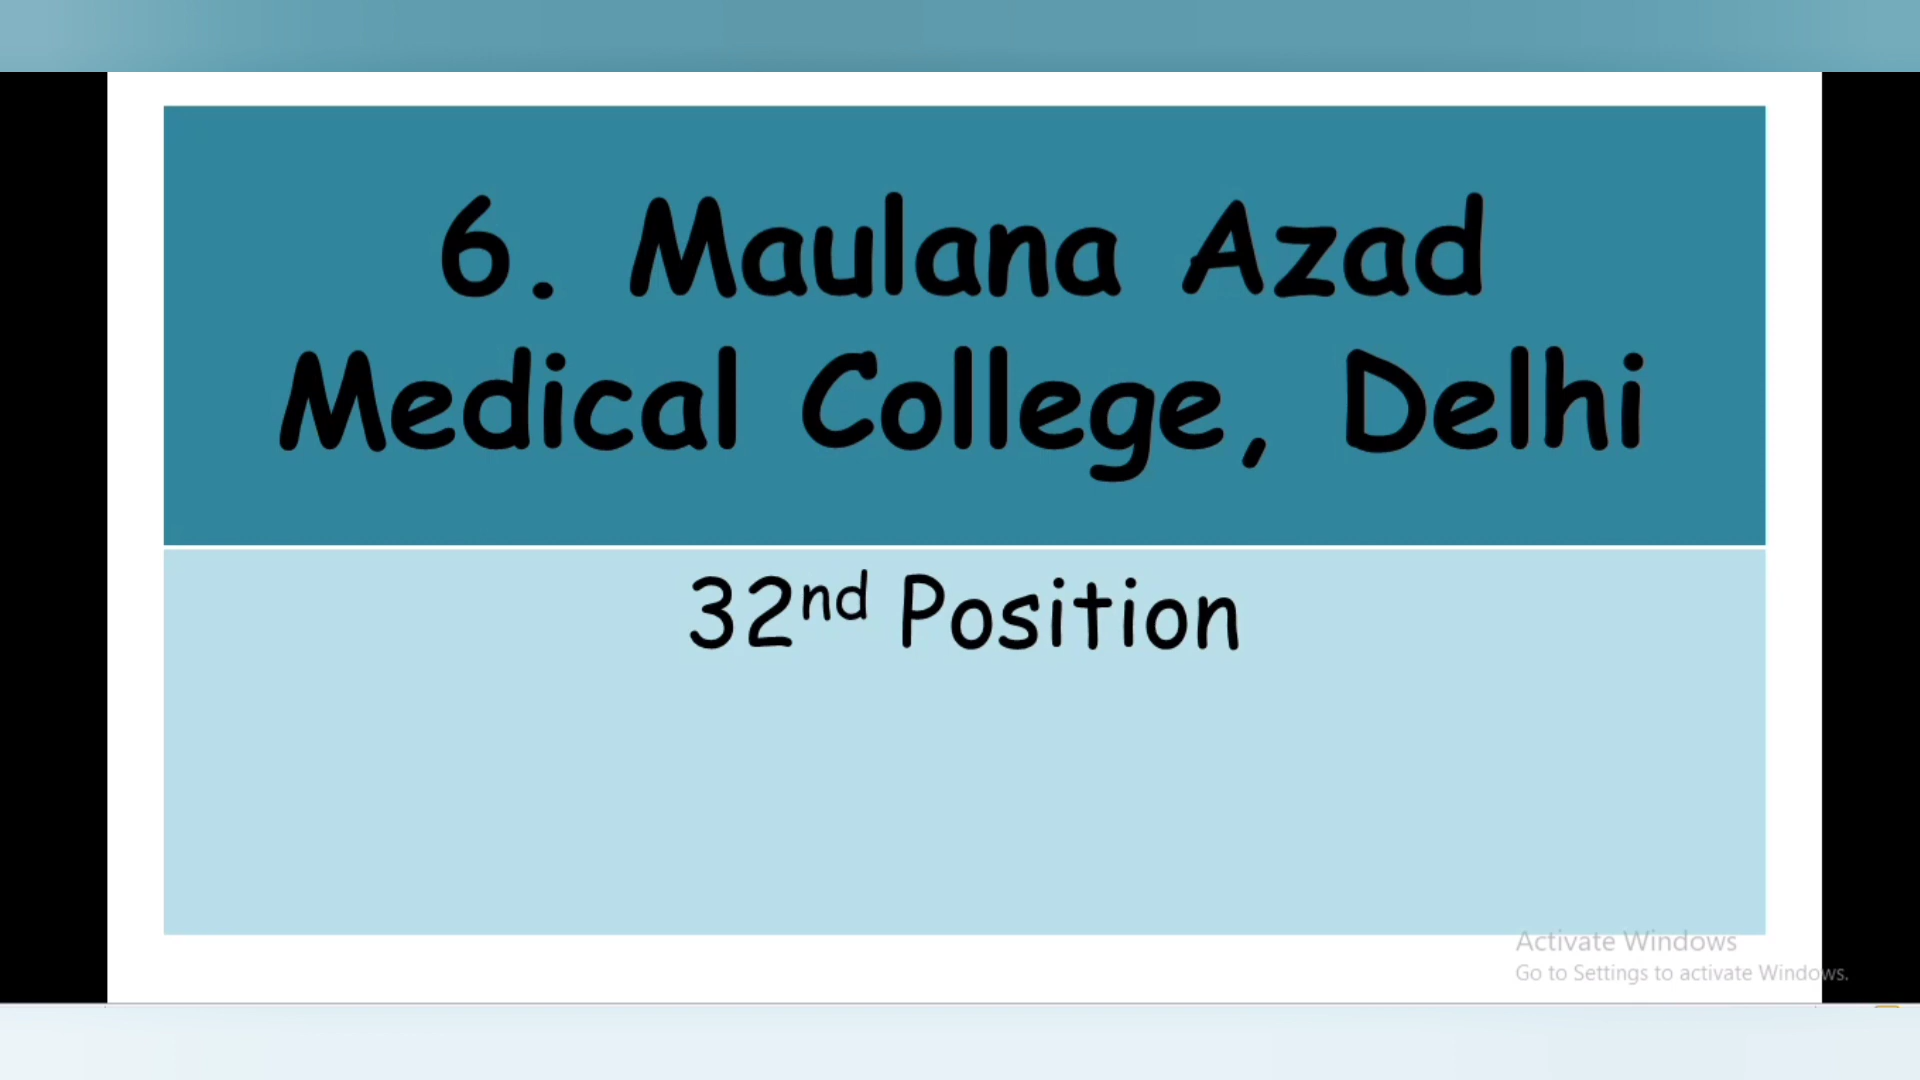 6. Maulana Azad
Medical College, Delhi
32nd Position
Activate Windows
Go to Settings to activate Windows.